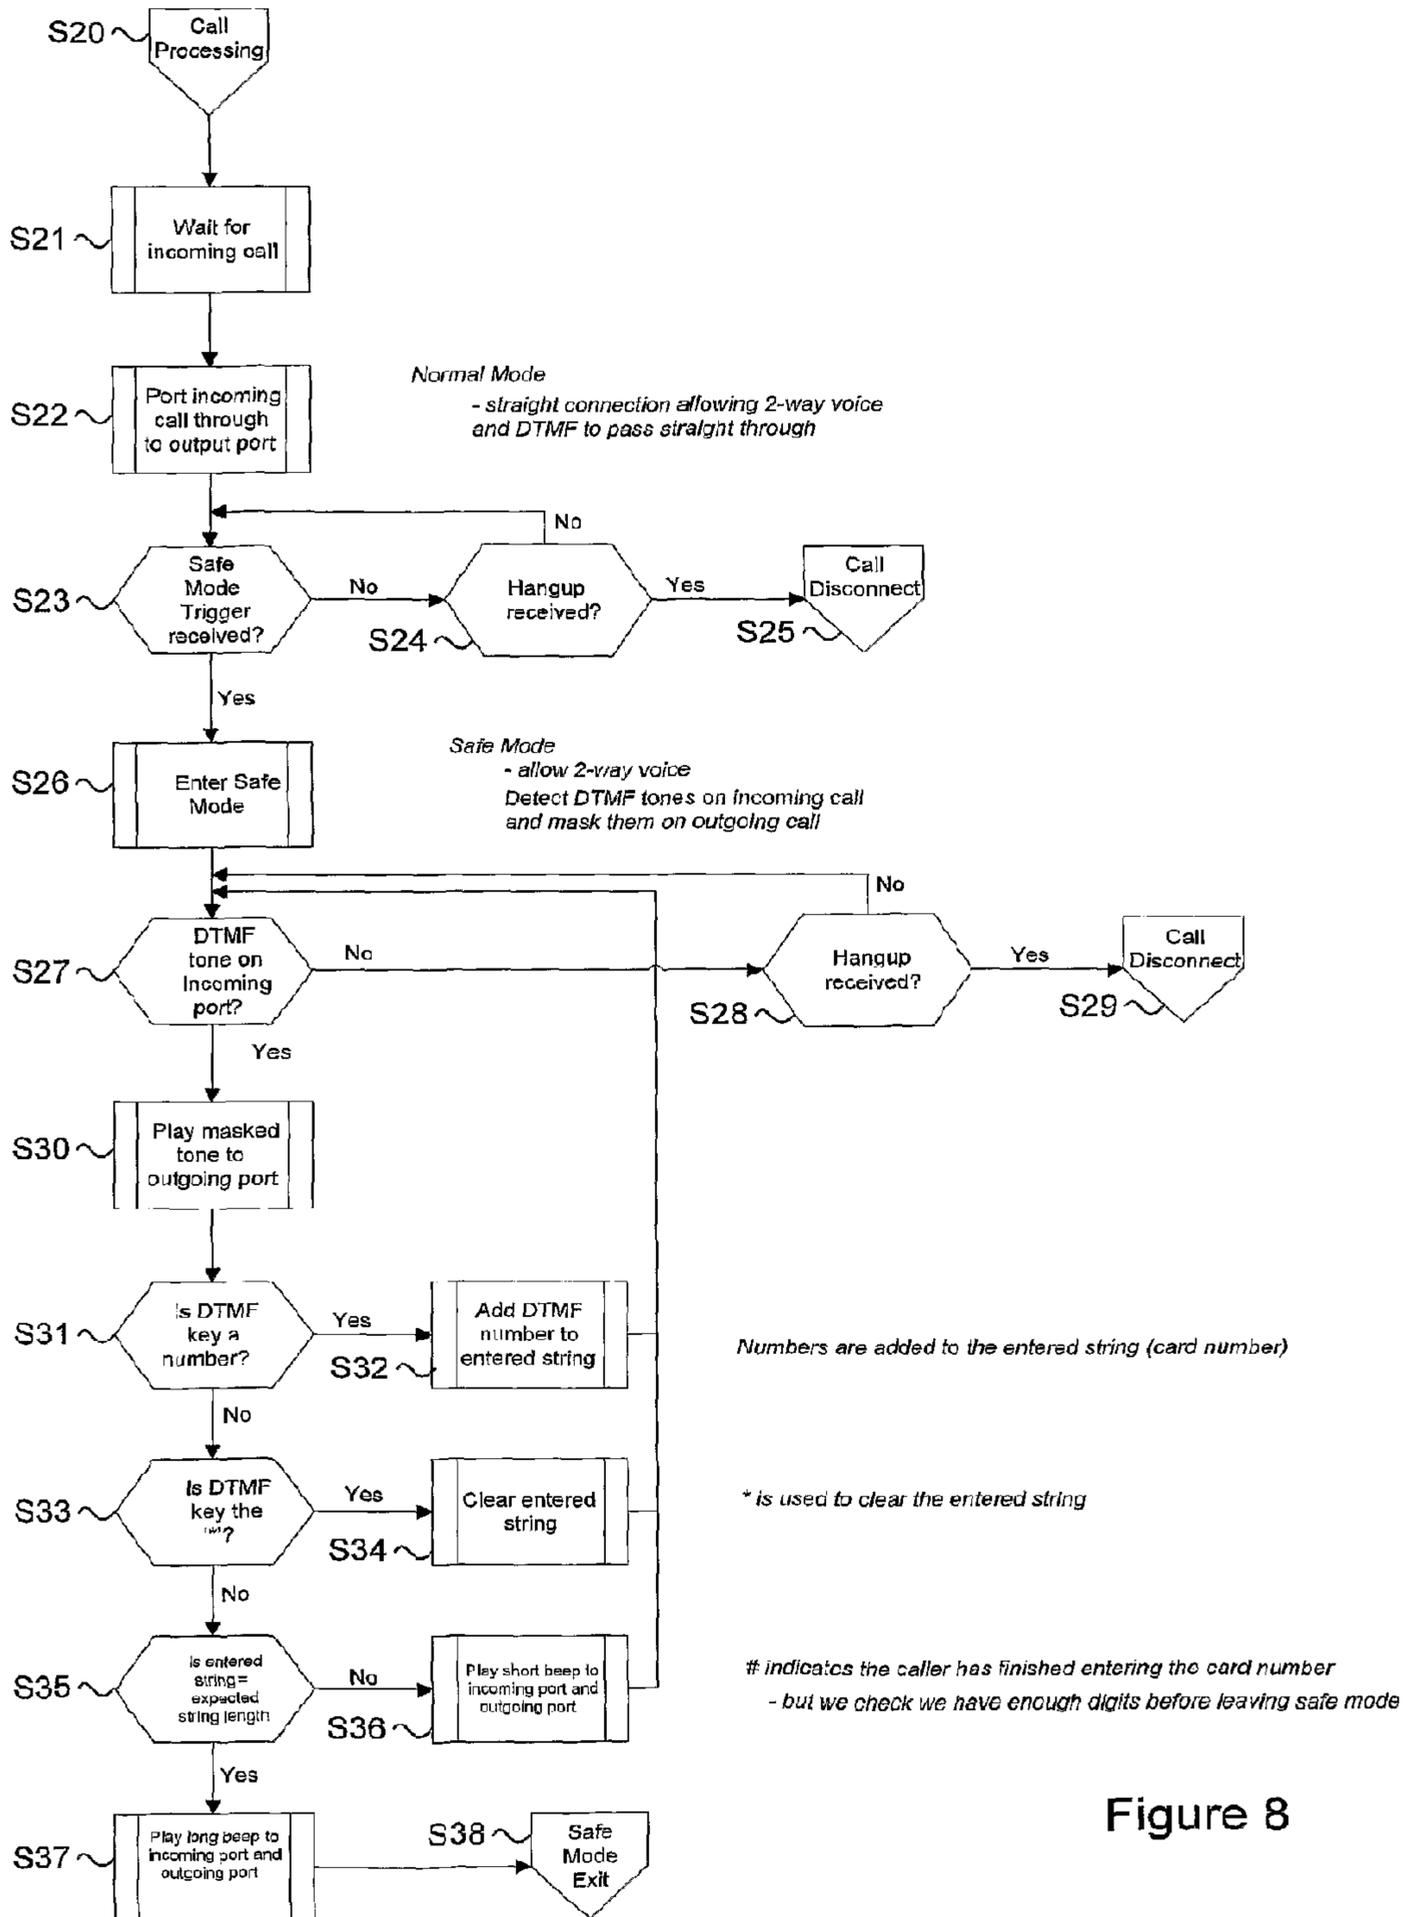 S20
Call
Processing
S21
Wait for
incoming call
S22
Port incoming
call through
to output port
Normal Mode
- straight connection allowing 2-way voice
and DTMF to pass straight through
No
S23
Safe
Mode
Trigger
received?
No
Hangup
received?
S24
Yes
Call
Disconnect
S25
Yes
S26
Enter Safe
Mode
Safe Mode
- allow 2-way voice
Detect DTMF tones on incoming call
and mask them on outgoing call
No
S27
DTMF
tone on
Incoming
port?
No
Hangup
received?
S28
Yes
Call
Disconnect
S29
Yes
S30
Play masked
tone to
outgoing port
S31
Is DTMF
key a
number?
Yes
S32
Add DTMF
number to
entered string
Numbers are added to the entered string (card number)
No
S33
Is DTMF
key the
?
Yes
S34
Clear entered
string
* is used to clear the entered string
No
S35
Is entered
string=
expected
string length
No
S36
Play short beep to
incoming port and
outgoing port
# indicates the caller has finished entering the card number
- but we check we have enough digits before leaving safe mode
Yes
S37
Play long beep to
incoming port and
outgoing port
S38
Safe
Mode
Exit
Figure 8